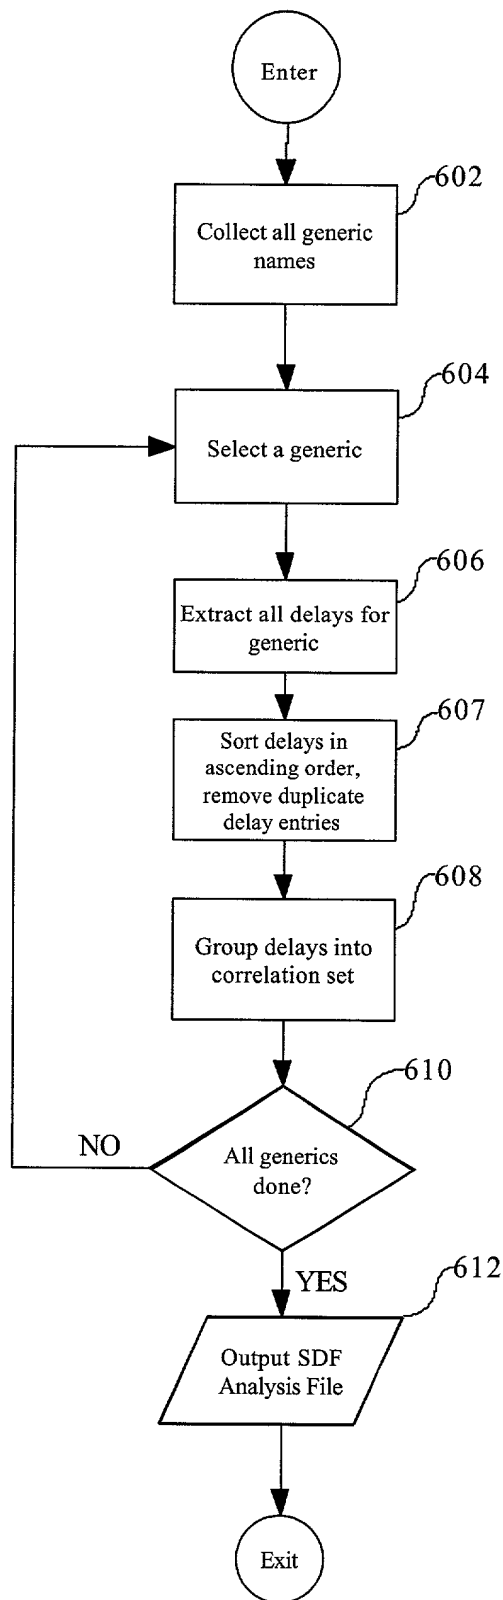 Enter
602
Collect all generic
names
604
Select a generic
606
Extract all delays for
generic
607
Sort delays in
ascending order,
remove duplicate
delay entries
608
Group delays into
correlation set
610
All generics
done?
NO
YES
612
Output SDF
Analysis File
Exit